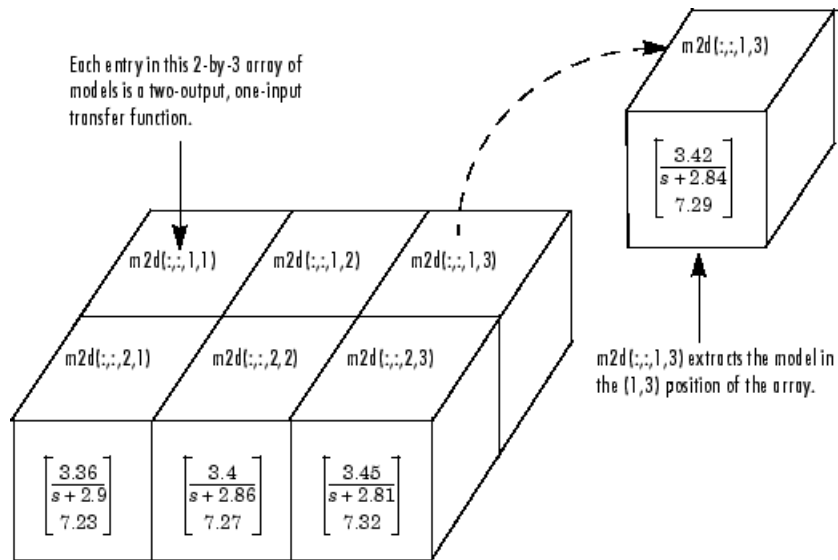 Each entry in this 2-by-3 array of
models is a two-output, one-input
transfer function.
m2d(:,:,1,3)
3.42
s + 2.84
7.29
m2d(:,:,1,1)
m2d(:,:,1,2)
m2d(:,:,1,3)
m2d(:,:,2,1)
m2d(:,:,2,2)
m2d(:,:,2,3)
m2d(:,:,1,3) extracts the model in
the (1,3) position of the array.
3.36
s + 2.9
7.23
3.4
s + 2.86
7.27
3.45
s + 2.81
7.32